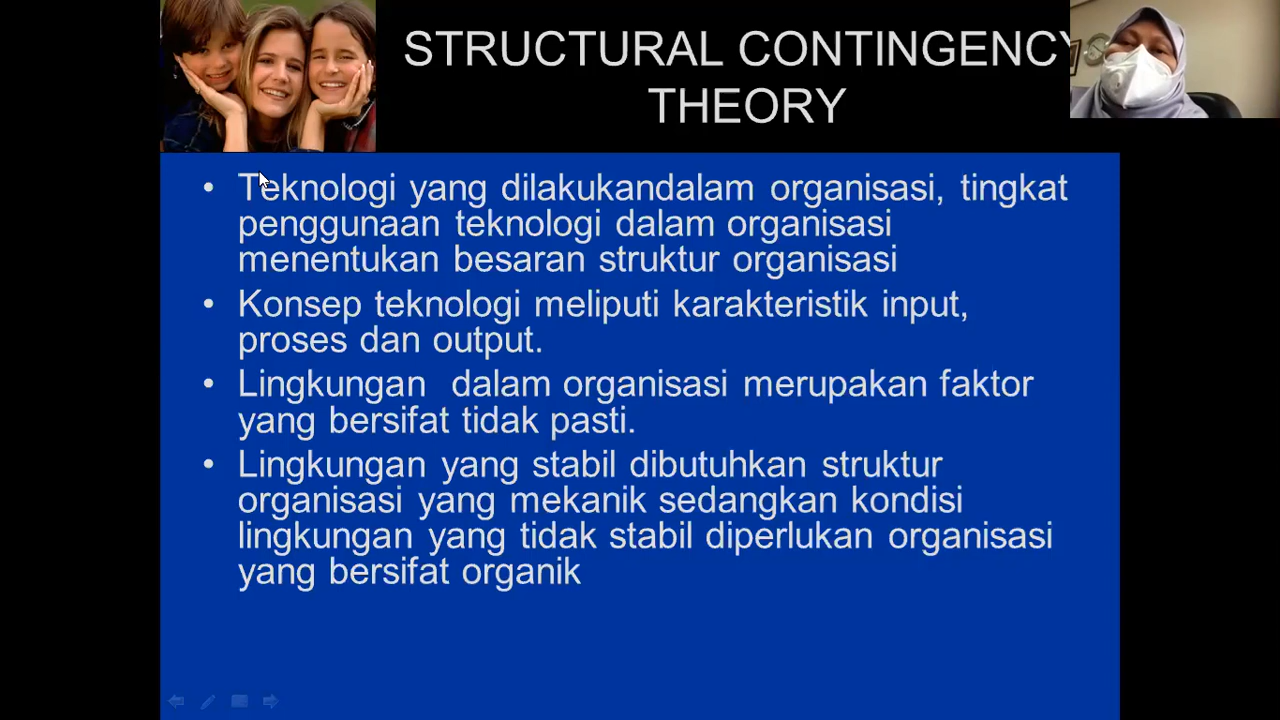 STRUCTURAL CONTINGENCY
THEORY
• Teknologi yang dilakukandalam organisasi, tingkat
penggunaan teknologi dalam organisasi
menentukan besaran struktur organisasi
• Konsep teknologi meliputi karakteristik input,
proses dan output.
• Lingkungan dalam organisasi merupakan faktor
yang bersifat tidak pasti.
• Lingkungan yang stabil dibutuhkan struktur
organisasi yang mekanik sedangkan kondisi
lingkungan yang tidak stabil diperlukan organisasi
yang bersifat organik